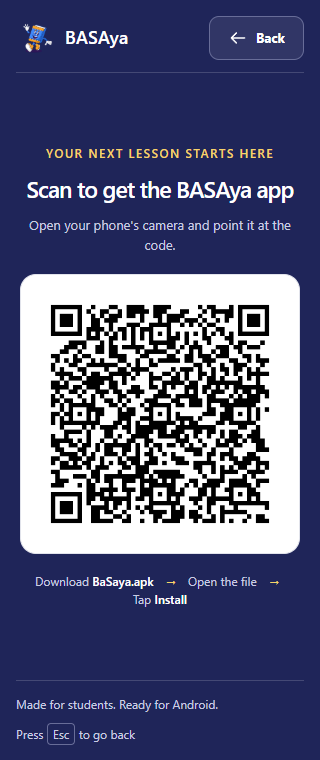 BASAya
← Back
YOUR NEXT LESSON STARTS HERE
Scan to get the BASAya app
Open your phone's camera and point it at the
code.
Download BaSaya.apk → Open the file →
Tap Install
Made for students. Ready for Android.
Press Esc to go back